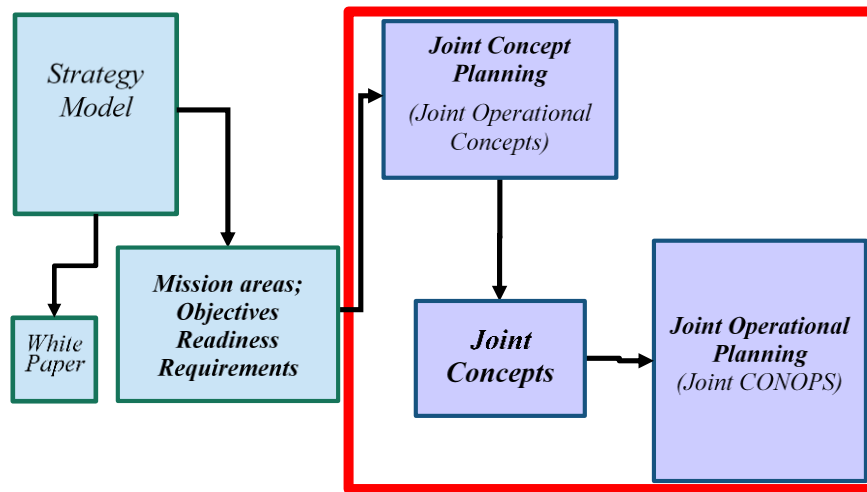 Strategy
Model
White
Paper
Mission areas;
Objectives
Readiness
Requirements
Joint Concept
Planning
(Joint Operational
Concepts)
Joint
Concepts
Joint Operational
Planning
(Joint CONOPS)